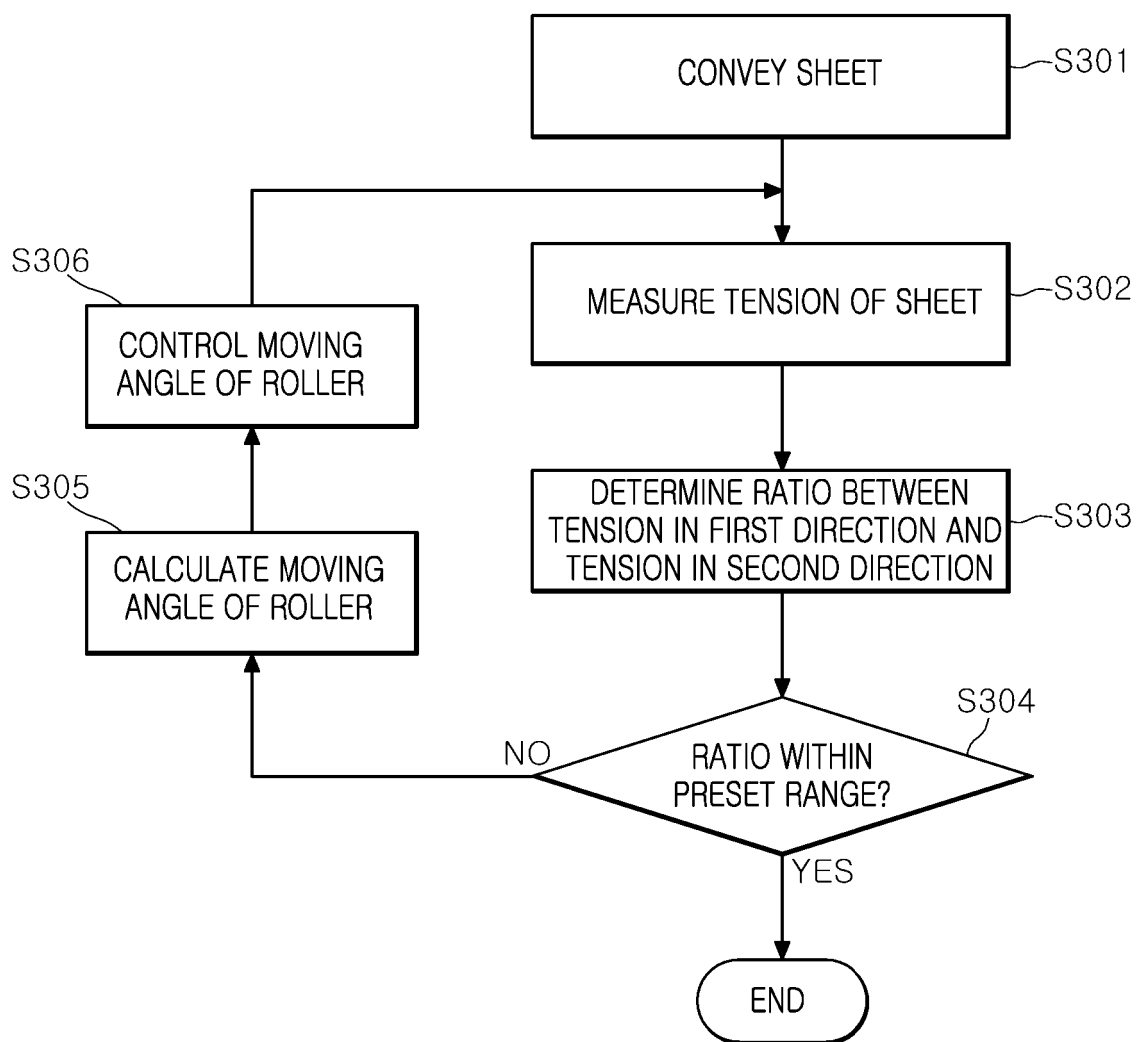 CONVEY SHEET
S301
S306
CONTROL MOVING
ANGLE OF ROLLER
MEASURE TENSION OF SHEET
S302
S305
CALCULATE MOVING
ANGLE OF ROLLER
DETERMINE RATIO BETWEEN
TENSION IN FIRST DIRECTION AND
TENSION IN SECOND DIRECTION
S303
S304
NO
RATIO WITHIN
PRESET RANGE?
YES
END